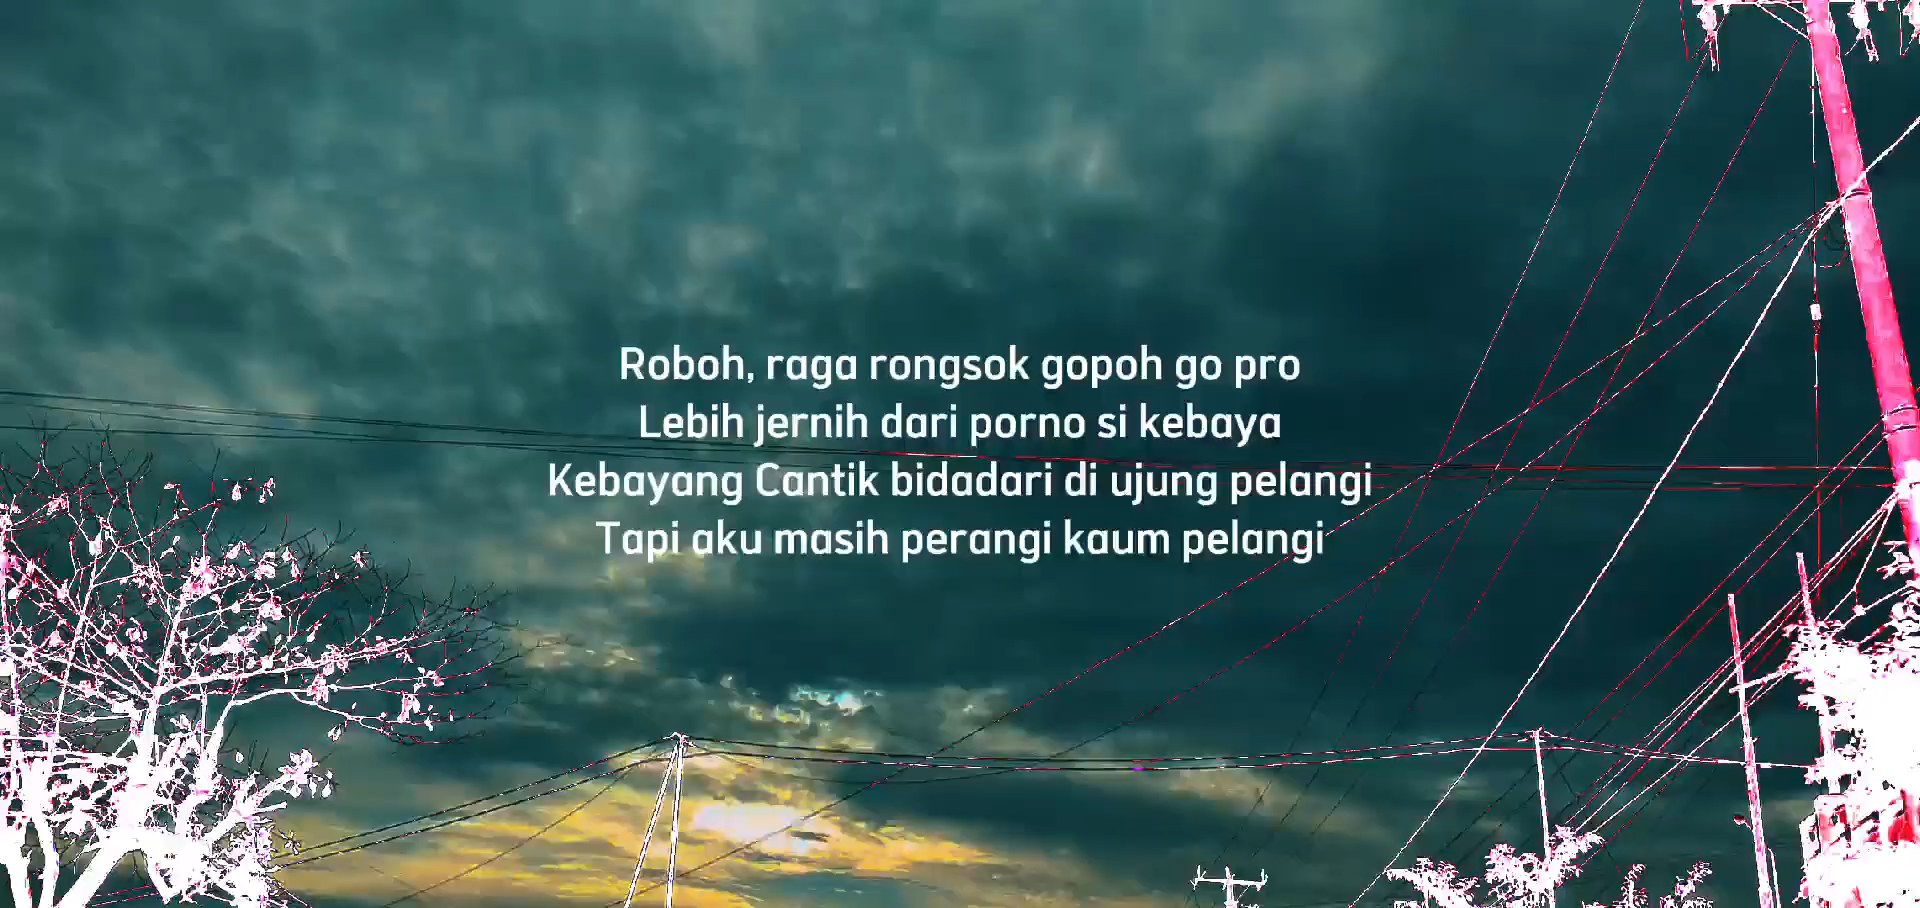 Roboh, raga rongsok gopoh go pro
Lebih jernih dari porno si kebaya
Kebayang Cantik bidadari di ujung pelangi
Tapi aku masih perangi kaum pelangi